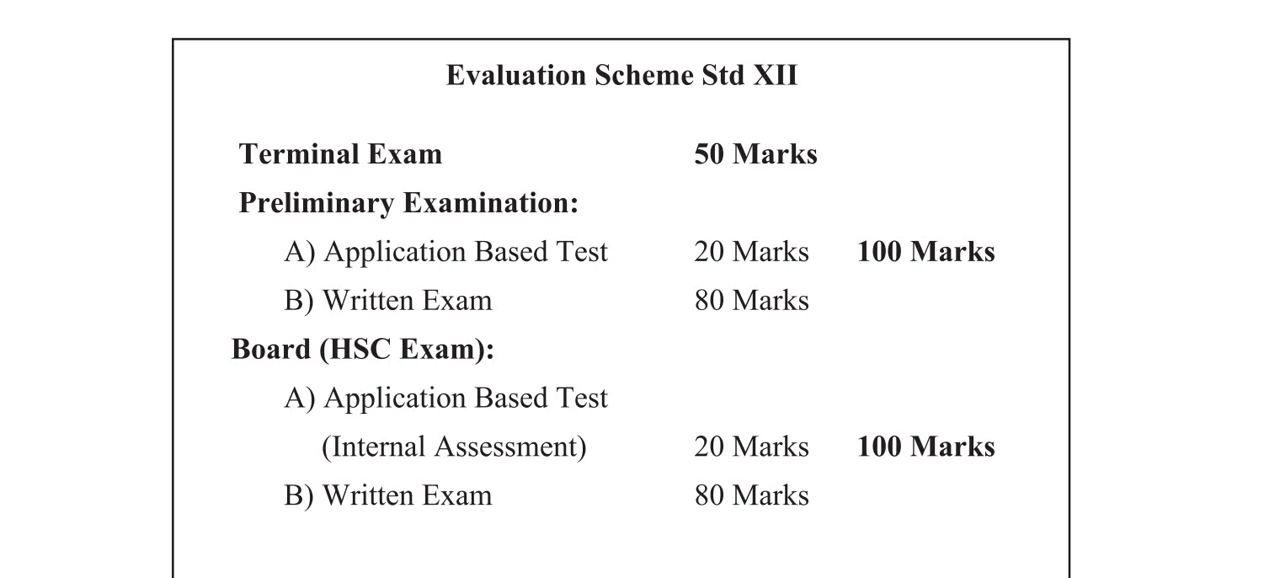 Evaluation Scheme Std XII
Terminal Exam 50 Marks
Preliminary Examination:
A) Application Based Test 20 Marks 100 Marks
B) Written Exam 80 Marks
Board (HSC Exam):
A) Application Based Test
(Internal Assessment) 20 Marks 100 Marks
B) Written Exam 80 Marks